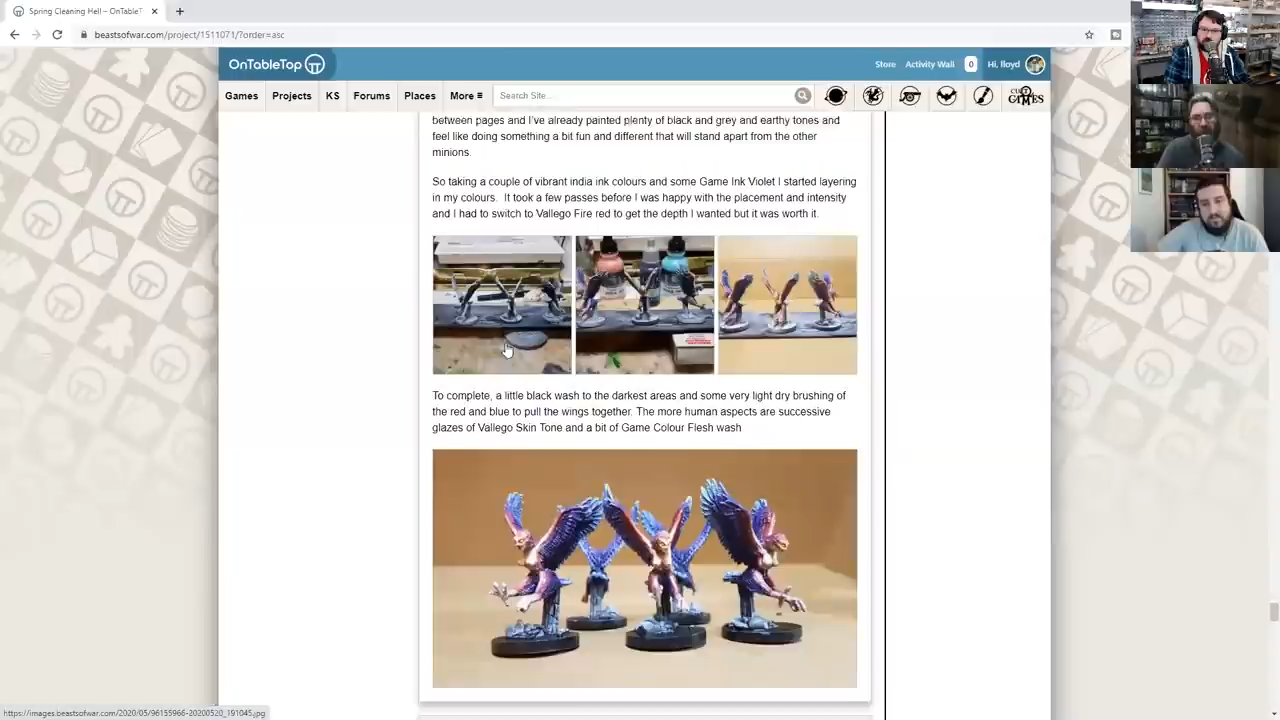 Spring Cleaning Hell – OnTableT
beastsofwar.com/project/1511071/?order=asc
OnTableTop
Store
Activity Wall
0
Hi, lloyd
Games
Projects
KS
Forums
Places
More
Search Site...
between pages and I've already painted plenty of black and grey and earthy tones and
feel like doing something a bit fun and different that will stand apart from the other
minions.
So taking a couple of vibrant india ink colours and some Game Ink Violet I started layering
in my colours. It took a few passes before I was happy with the placement and intensity
and I had to switch to Vallego Fire red to get the depth I wanted but it was worth it.
To complete, a little black wash to the darkest areas and some very light dry brushing of
the red and blue to pull the wings together. The more human aspects are successive
glazes of Vallego Skin Tone and a bit of Game Colour Flesh wash
https://images.beastsofwar.com/2020/05/96155966-20200520_191045.jpg